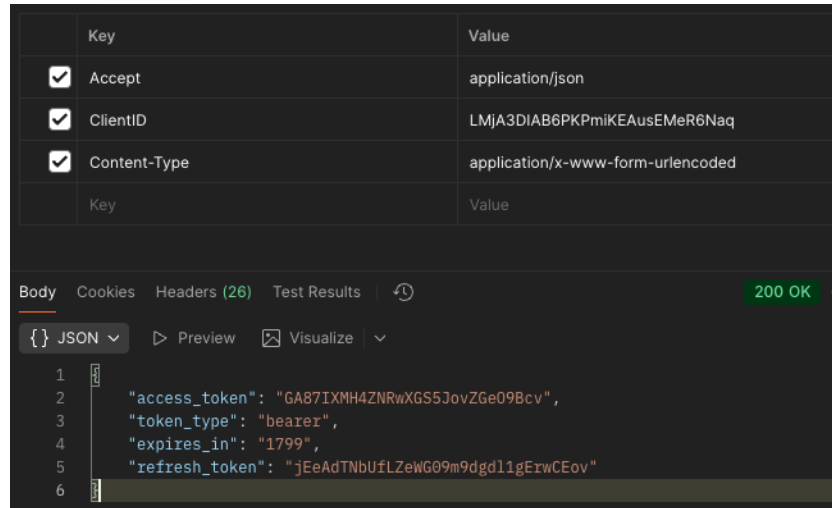 Key Value
Accept application/json
ClientID LMjA3DIAB6PKPmiKEAusEMeR6Naq
Content-Type application/x-www-form-urlencoded
Key Value
Body Cookies Headers (26) Test Results 200 OK
{} JSON Preview Visualize
1 {
2 "access_token": "GA87IXMH4ZNRwXGS5JovZGeO9Bcv",
3 "token_type": "bearer",
4 "expires_in": "1799",
5 "refresh_token": "jEeAdTNbUfLZeWG09m9dgdl1gErwCEov"
6 }